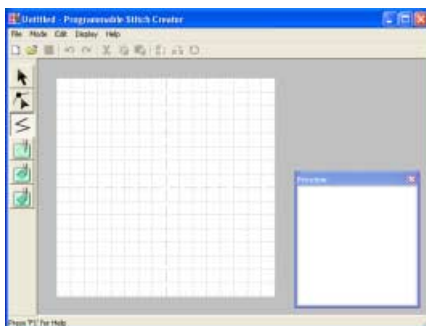 Untitled - Programmable Stitch Creator
File Mode Edit Display Help
Preview
Press "F1" for Help